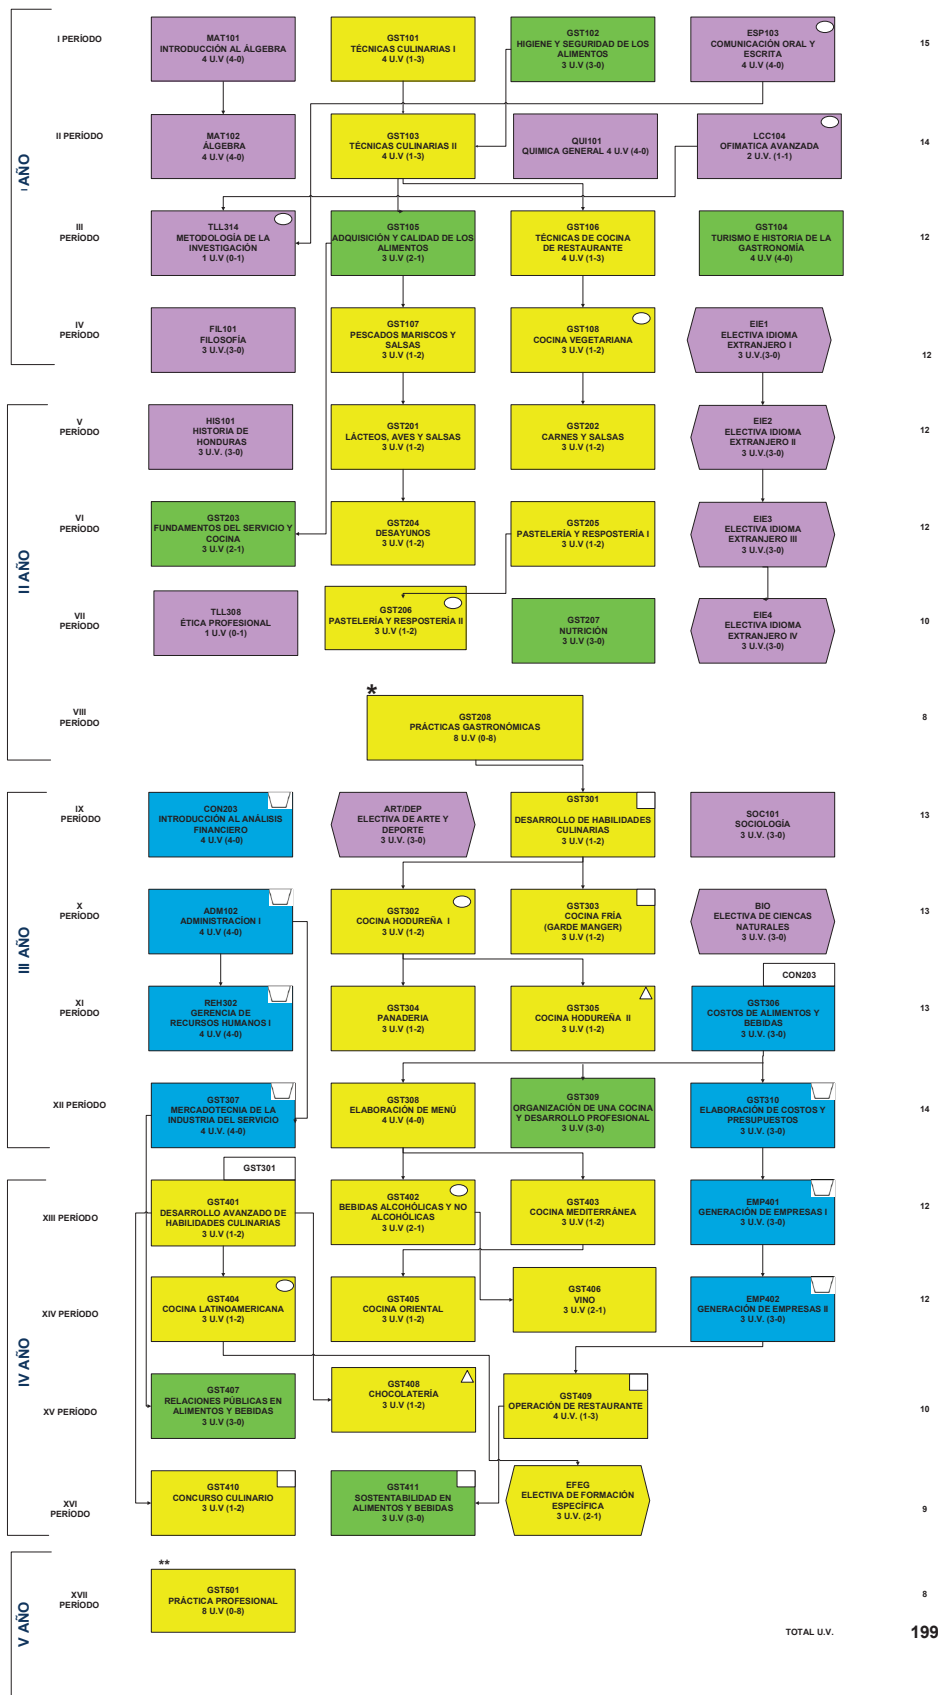 I AÑO
I PERÍODO
MAT101
INTRODUCCIÓN AL ÁLGEBRA
4 U.V (4-0)
GST101
TÉCNICAS CULINARIAS I
4 U.V (1-3)
GST102
HIGIENE Y SEGURIDAD DE LOS
ALIMENTOS
3 U.V (3-0)
ESP103
COMUNICACIÓN ORAL Y
ESCRITA
4 U.V (4-0)
15
II PERÍODO
MAT102
ÁLGEBRA
4 U.V (4-0)
GST103
TÉCNICAS CULINARIAS II
4 U.V (1-3)
QUI101
QUIMICA GENERAL 4 U.V (4-0)
LCC104
OFIMATICA AVANZADA
2 U.V. (1-1)
14
III
PERÍODO
TLL314
METODOLOGÍA DE LA
INVESTIGACIÓN
1 U.V (0-1)
GST105
ADQUISICIÓN Y CALIDAD DE LOS
ALIMENTOS
3 U.V (2-1)
GST106
TÉCNICAS DE COCINA
DE RESTAURANTE
4 U.V (1-3)
GST104
TURISMO E HISTORIA DE LA
GASTRONOMÍA
4 U.V (4-0)
12
IV
PERÍODO
FIL101
FILOSOFÍA
3 U.V.(3-0)
GST107
PESCADOS MARISCOS Y
SALSAS
3 U.V (1-2)
GST108
COCINA VEGETARIANA
3 U.V (1-2)
EIE1
ELECTIVA IDIOMA
EXTRANJERO I
3 U.V.(3-0)
12
II AÑO
V
PERÍODO
HIS101
HISTORIA DE
HONDURAS
3 U.V. (3-0)
GST201
LÁCTEOS, AVES Y SALSAS
3 U.V (1-2)
GST202
CARNES Y SALSAS
3 U.V (1-2)
EIE2
ELECTIVA IDIOMA
EXTRANJERO II
3 U.V.(3-0)
12
VI
PERÍODO
GST203
FUNDAMENTOS DEL SERVICIO Y
COCINA
3 U.V (2-1)
GST204
DESAYUNOS
3 U.V (1-2)
GST205
PASTELERÍA Y RESPOSTERÍA I
3 U.V (1-2)
EIE3
ELECTIVA IDIOMA
EXTRANJERO III
3 U.V.(3-0)
12
VII
PERÍODO
TLL308
ÉTICA PROFESIONAL
1 U.V (0-1)
GST206
PASTELERÍA Y RESPOSTERÍA II
3 U.V (1-2)
GST207
NUTRICIÓN
3 U.V (3-0)
EIE4
ELECTIVA IDIOMA
EXTRANJERO IV
3 U.V.(3-0)
10
VIII
PERÍODO
*
GST208
PRÁCTICAS GASTRONÓMICAS
8 U.V (0-8)
8
III AÑO
IX
PERÍODO
CON203
INTRODUCCIÓN AL ANÁLISIS
FINANCIERO
4 U.V (4-0)
ART/DEP
ELECTIVA DE ARTE Y
DEPORTE
3 U.V. (3-0)
GST301
DESARROLLO DE HABILIDADES
CULINARIAS
3 U.V (1-2)
SOC101
SOCIOLOGÍA
3 U.V. (3-0)
13
X
PERÍODO
ADM102
ADMINISTRACÍON I
4 U.V (4-0)
GST302
COCINA HODUREÑA I
3 U.V (1-2)
GST303
COCINA FRÍA
(GARDE MANGER)
3 U.V (1-2)
BIO
ELECTIVA DE CIENCAS
NATURALES
3 U.V. (3-0)
13
XI
PERÍODO
REH302
GERENCIA DE
RECURSOS HUMANOS I
4 U.V (4-0)
GST304
PANADERIA
3 U.V (1-2)
GST305
COCINA HODUREÑA II
3 U.V (1-2)
CON203
GST306
COSTOS DE ALIMENTOS Y
BEBIDAS
3 U.V. (3-0)
13
XII PERÍODO
GST307
MERCADOTECNIA DE LA
INDUSTRIA DEL SERVICIO
4 U.V. (4-0)
GST308
ELABORACIÓN DE MENÚ
4 U.V (4-0)
GST309
ORGANIZACIÓN DE UNA COCINA
Y DESARROLLO PROFESIONAL
3 U.V (3-0)
GST310
ELABORACIÓN DE COSTOS Y
PRESUPUESTOS
3 U.V. (3-0)
14
IV AÑO
XIII PERÍODO
GST301
GST401
DESARROLLO AVANZADO DE
HABILIDADES CULINARIAS
3 U.V (1-2)
GST402
BEBIDAS ALCOHÓLICAS Y NO
ALCOHÓLICAS
3 U.V (2-1)
GST403
COCINA MEDITERRÁNEA
3 U.V (1-2)
EMP401
GENERACIÓN DE EMPRESAS I
3 U.V. (3-0)
12
XIV PERÍODO
GST404
COCINA LATINOAMERICANA
3 U.V (1-2)
GST405
COCINA ORIENTAL
3 U.V. (1-2)
GST406
VINO
3 U.V (2-1)
EMP402
GENERACIÓN DE EMPRESAS II
3 U.V. (3-0)
12
XV PERÍODO
GST407
RELACIONES PÚBLICAS EN
ALIMENTOS Y BEBIDAS
3 U.V (3-0)
GST408
CHOCOLATERÍA
3 U.V (1-2)
GST409
OPERACIÓN DE RESTAURANTE
4 U.V. (1-3)
10
XVI
PERÍODO
GST410
CONCURSO CULINARIO
3 U.V (1-2)
GST411
SOSTENTABILIDAD EN
ALIMENTOS Y BEBIDAS
3 U.V (3-0)
EFEG
ELECTIVA DE FORMACIÓN
ESPECÍFICA
3 U.V. (2-1)
9
V AÑO
XVII
PERÍODO
**
GST501
PRÁCTICA PROFESIONAL
8 U.V (0-8)
8
TOTAL U.V.
199